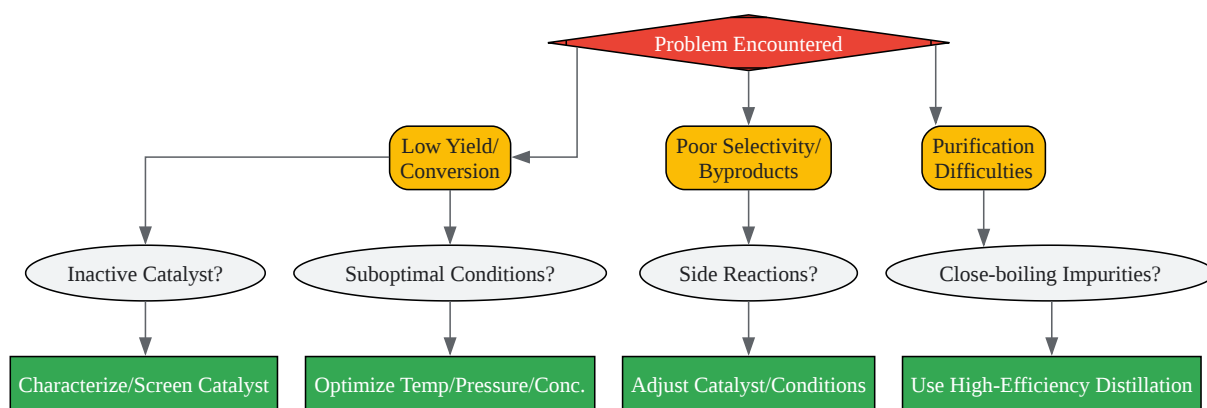 Problem Encountered
Low Yield/
Conversion
Poor Selectivity/
Byproducts
Purification
Difficulties
Inactive Catalyst?
Suboptimal Conditions?
Side Reactions?
Close-boiling Impurities?
Characterize/Screen Catalyst
Optimize Temp/Pressure/Conc.
Adjust Catalyst/Conditions
Use High-Efficiency Distillation